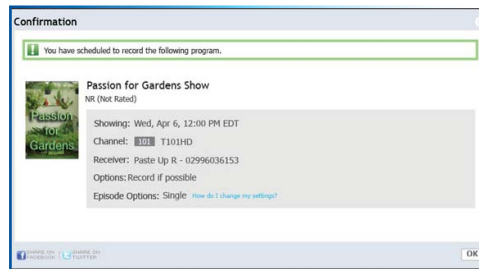 Confirmation
You have scheduled to record the following program.
Passion for Gardens Show
NR (Not Rated)
Passion
for
Gardens
Showing: Wed, Apr 6, 12:00 PM EDT
Channel: 101 T101HD
Receiver: Paste Up R - 02996036153
Options: Record if possible
Episode Options: Single How do I change my settings?
SHARE ON FACEBOOK SHARE ON TWITTER
OK